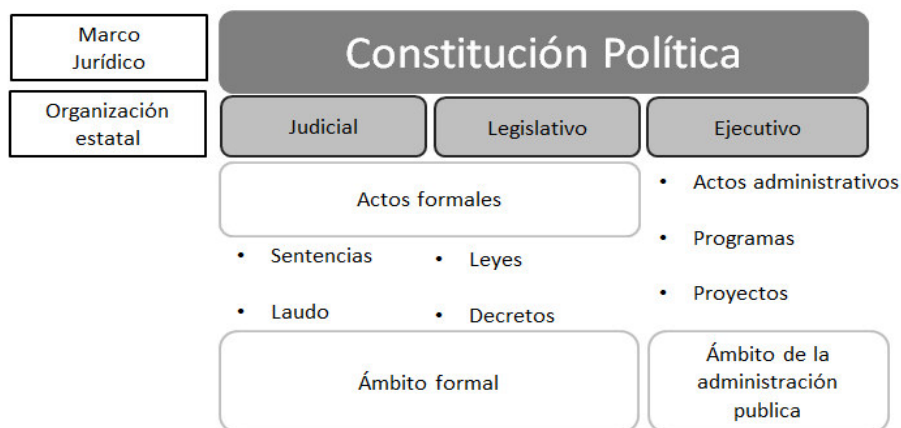 Marco
Jurídico
Constitución Política
Organización
estatal
Judicial
Legislativo
Ejecutivo
Actos formales
• Sentencias
• Laudo
• Leyes
• Decretos
• Actos administrativos
• Programas
• Proyectos
Ámbito formal
Ámbito de la
administración
publica